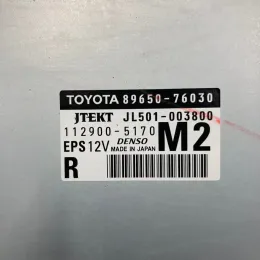 TOYOTA 89650-76030
JTEKT JL501-003800
112900-5170 M2
EPS 12V DENSO MADE IN JAPAN
R